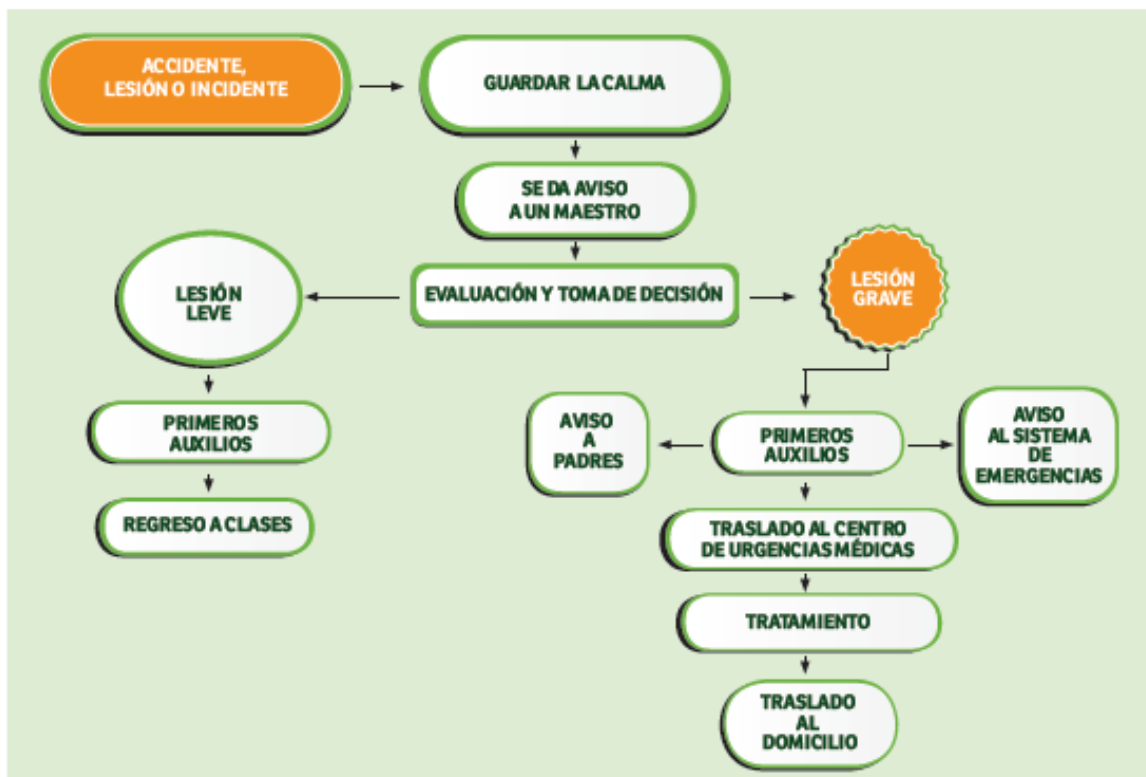 ACCIDENTE,
LESIÓN O INCIDENTE
GUARDAR LA CALMA
SE DA AVISO
A UN MAESTRO
EVALUACIÓN Y TOMA DE DECISIÓN
LESIÓN
LEVE
PRIMEROS
AUXILIOS
REGRESO A CLASES
LESIÓN
GRAVE
PRIMEROS
AUXILIOS
AVISO
A
PADRES
AVISO
AL SISTEMA
DE
EMERGENCIAS
TRASLADO AL CENTRO
DE URGENCIAS MÉDICAS
TRATAMIENTO
TRASLADO
AL
DOMICILIO